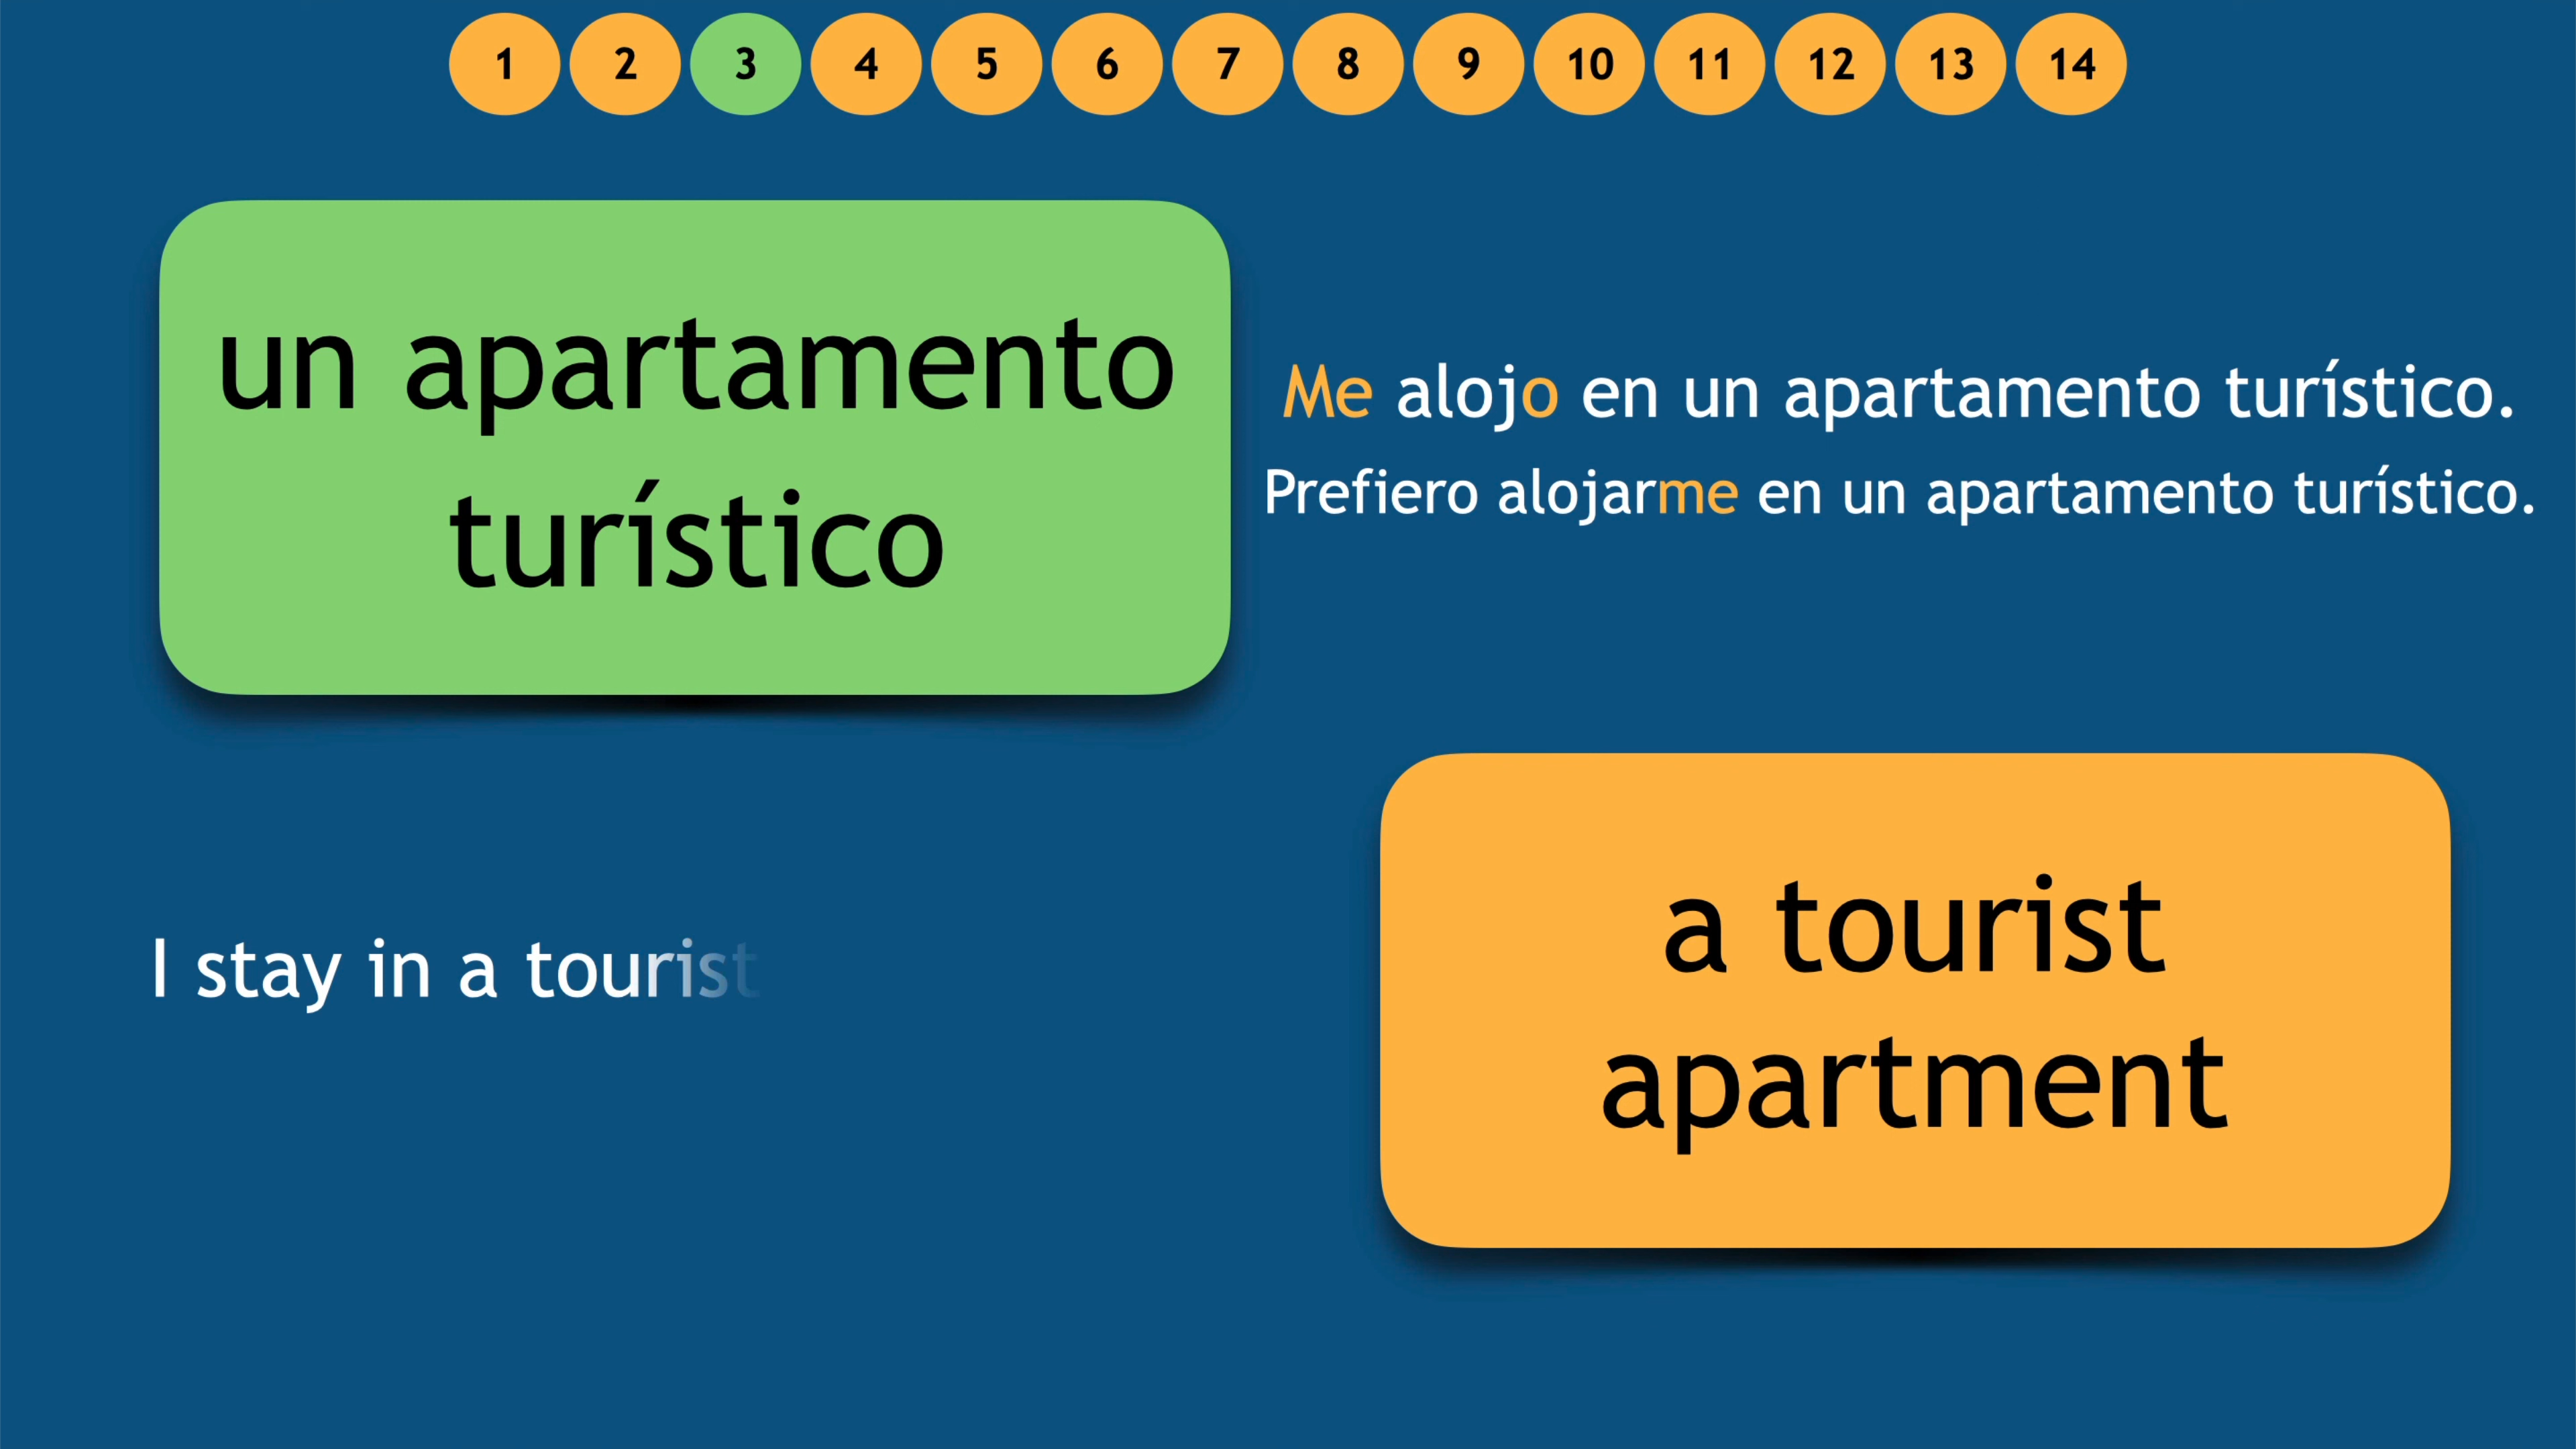 1 2 3 4 5 6 7 8 9 10 11 12 13 14
un apartamento
turístico
Me alojo en un apartamento turístico.
Prefiero alojarme en un apartamento turístico.
I stay in a tourist
a tourist
apartment